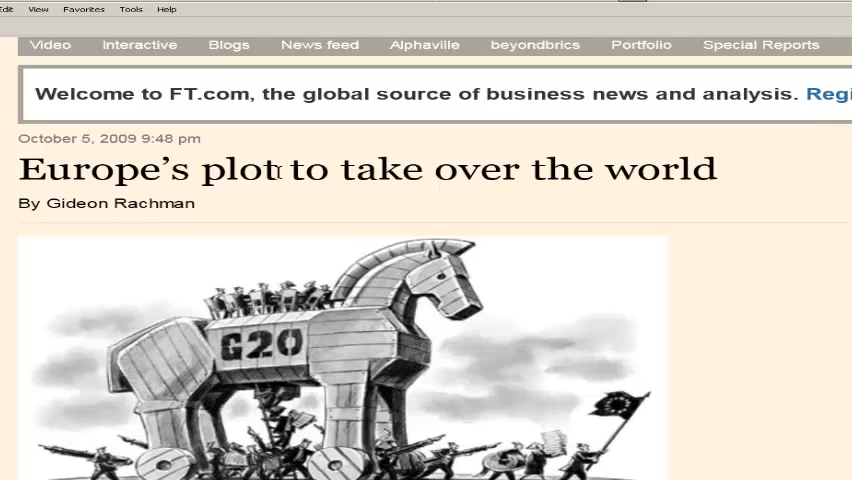 Edit View Favorites Tools Help
Video Interactive Blogs News feed Alphaville beyondbrics Portfolio Special Reports
Welcome to FT.com, the global source of business news and analysis. Regi
October 5, 2009 9:48 pm
Europe's plot to take over the world
By Gideon Rachman
G20